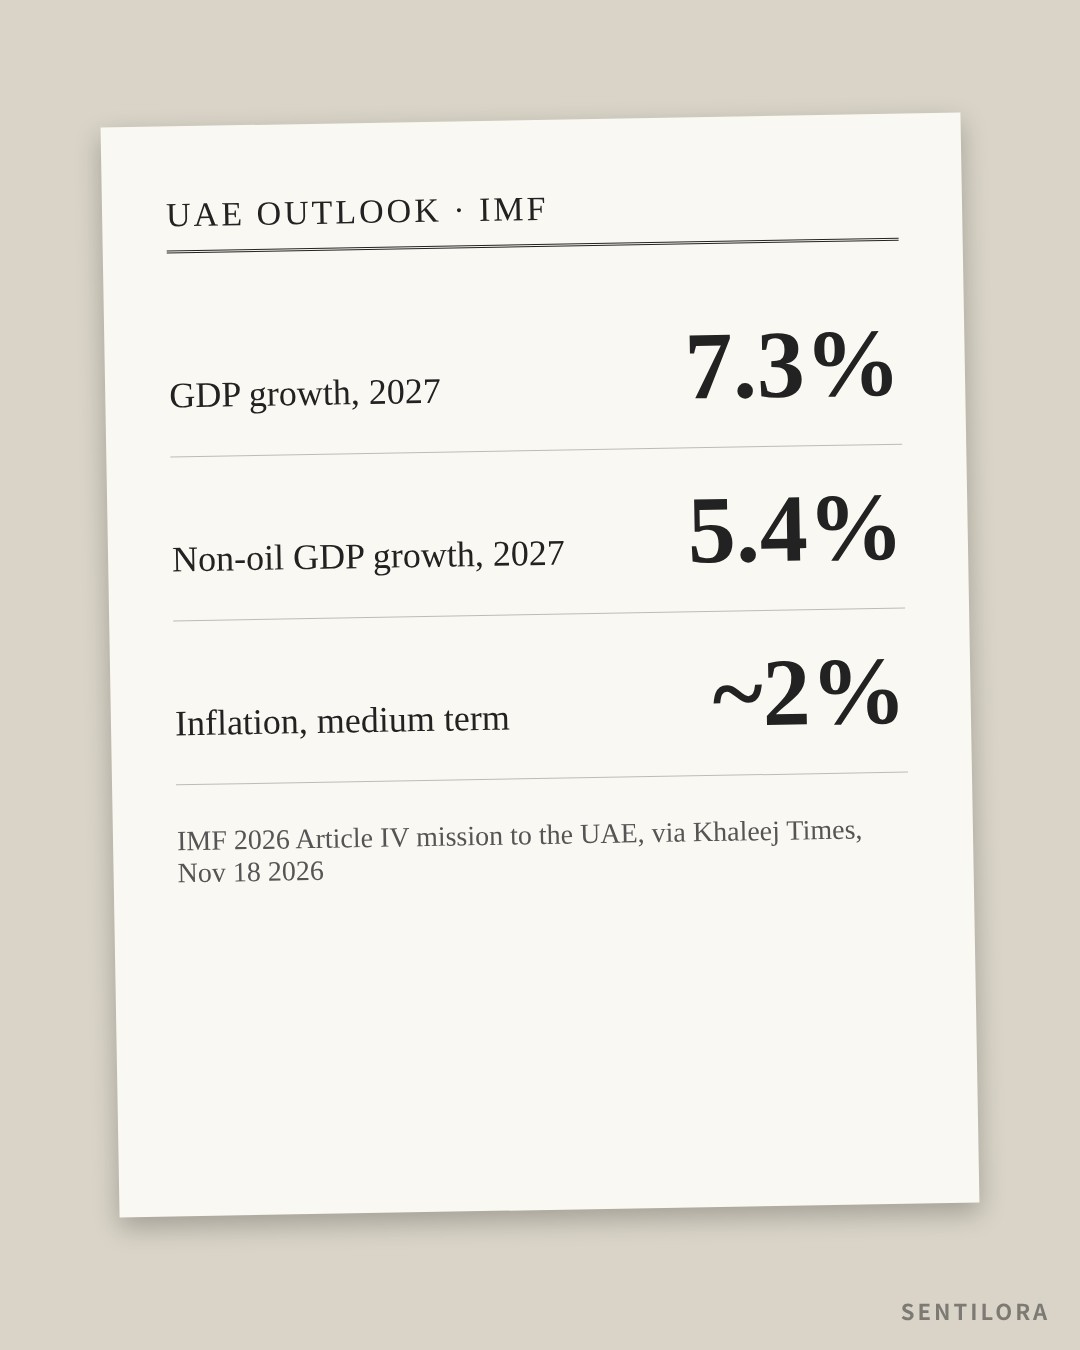 UAE OUTLOOK · IMF
GDP growth, 2027
7.3%
Non-oil GDP growth, 2027
5.4%
Inflation, medium term
~2%
IMF 2026 Article IV mission to the UAE, via Khaleej Times,
Nov 18 2026
SENTILORA